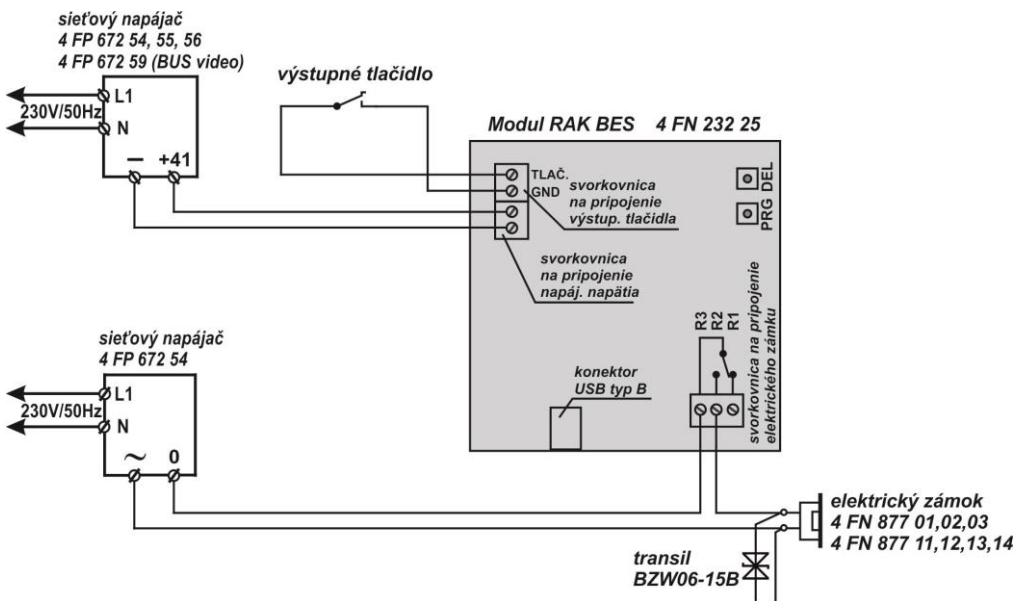 sieťový napájač
4 FP 672 54, 55, 56
4 FP 672 59 (BUS video)
L1
230V/50Hz
N
— +41
výstupné tlačidlo
Modul RAK BES 4 FN 232 25
TLAČ.
GND
svorkovnica
na pripojenie
výstup. tlačidla
svorkovnica
na pripojenie
napáj. napätia
DEL
PRG
R3
R2
R1
svorkovnica na pripojenie
elektrického zámku
konektor
USB typ B
sieťový napájač
4 FP 672 54
L1
230V/50Hz
N
~ 0
elektrický zámok
4 FN 877 01,02,03
4 FN 877 11,12,13,14
transil
BZW06-15B